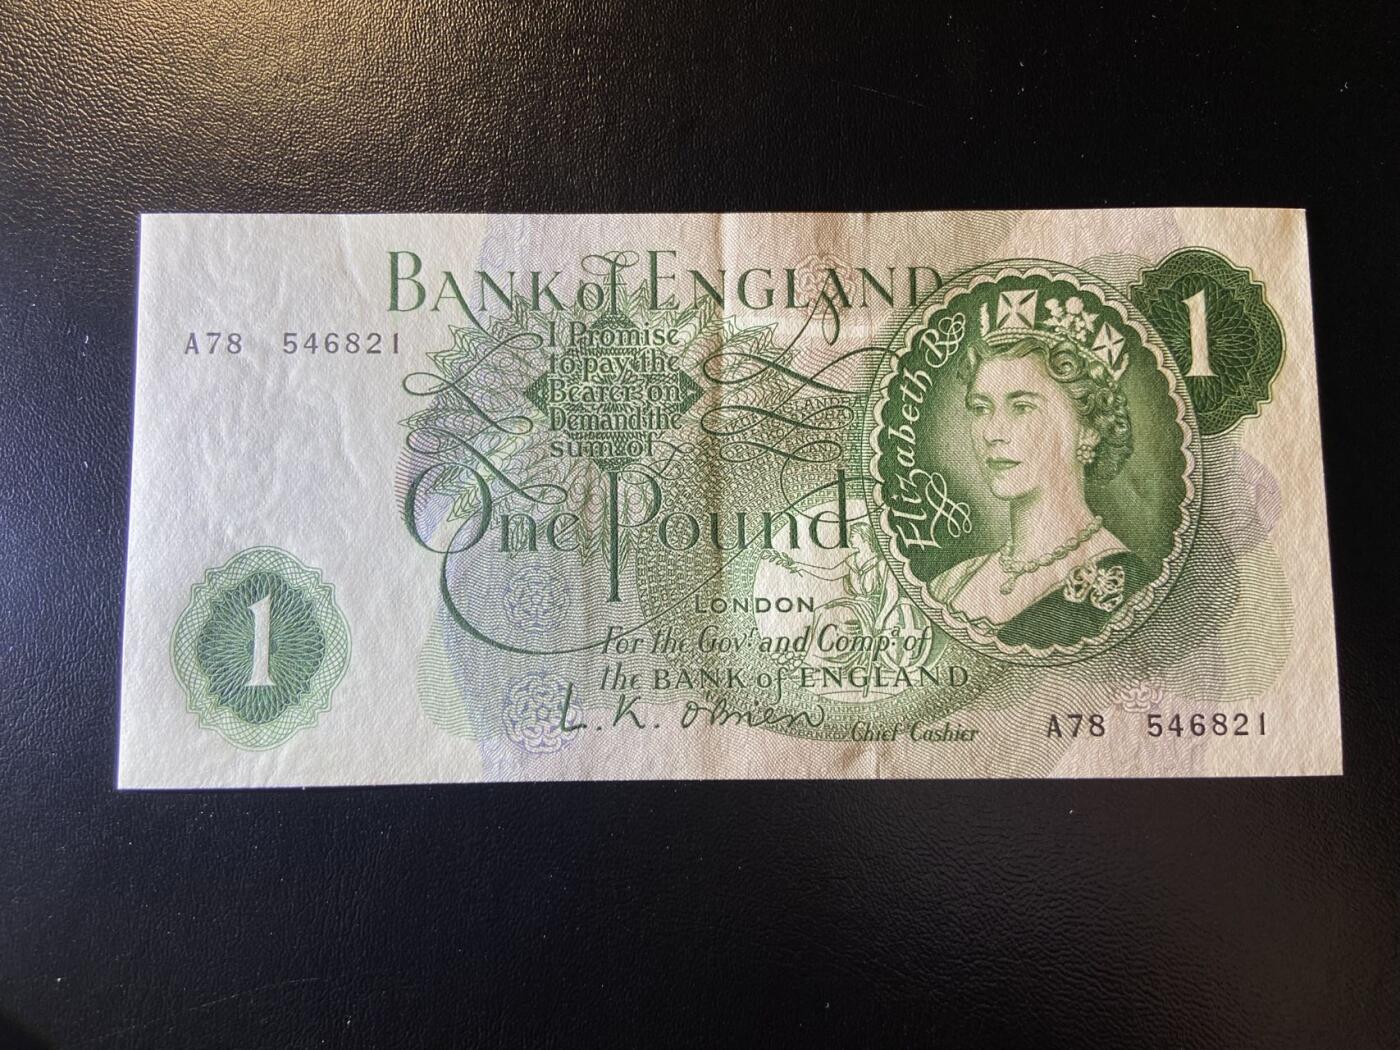 BANK of ENGLAND
1
A78 546821
I Promise
to pay the
Bearer on
Demand the
sum of
One Pound
Elizabeth R
LONDON
For the Govr. and Compa. of
the BANK of ENGLAND
L. K. O'Brien
Chief Cashier
1
A78 546821